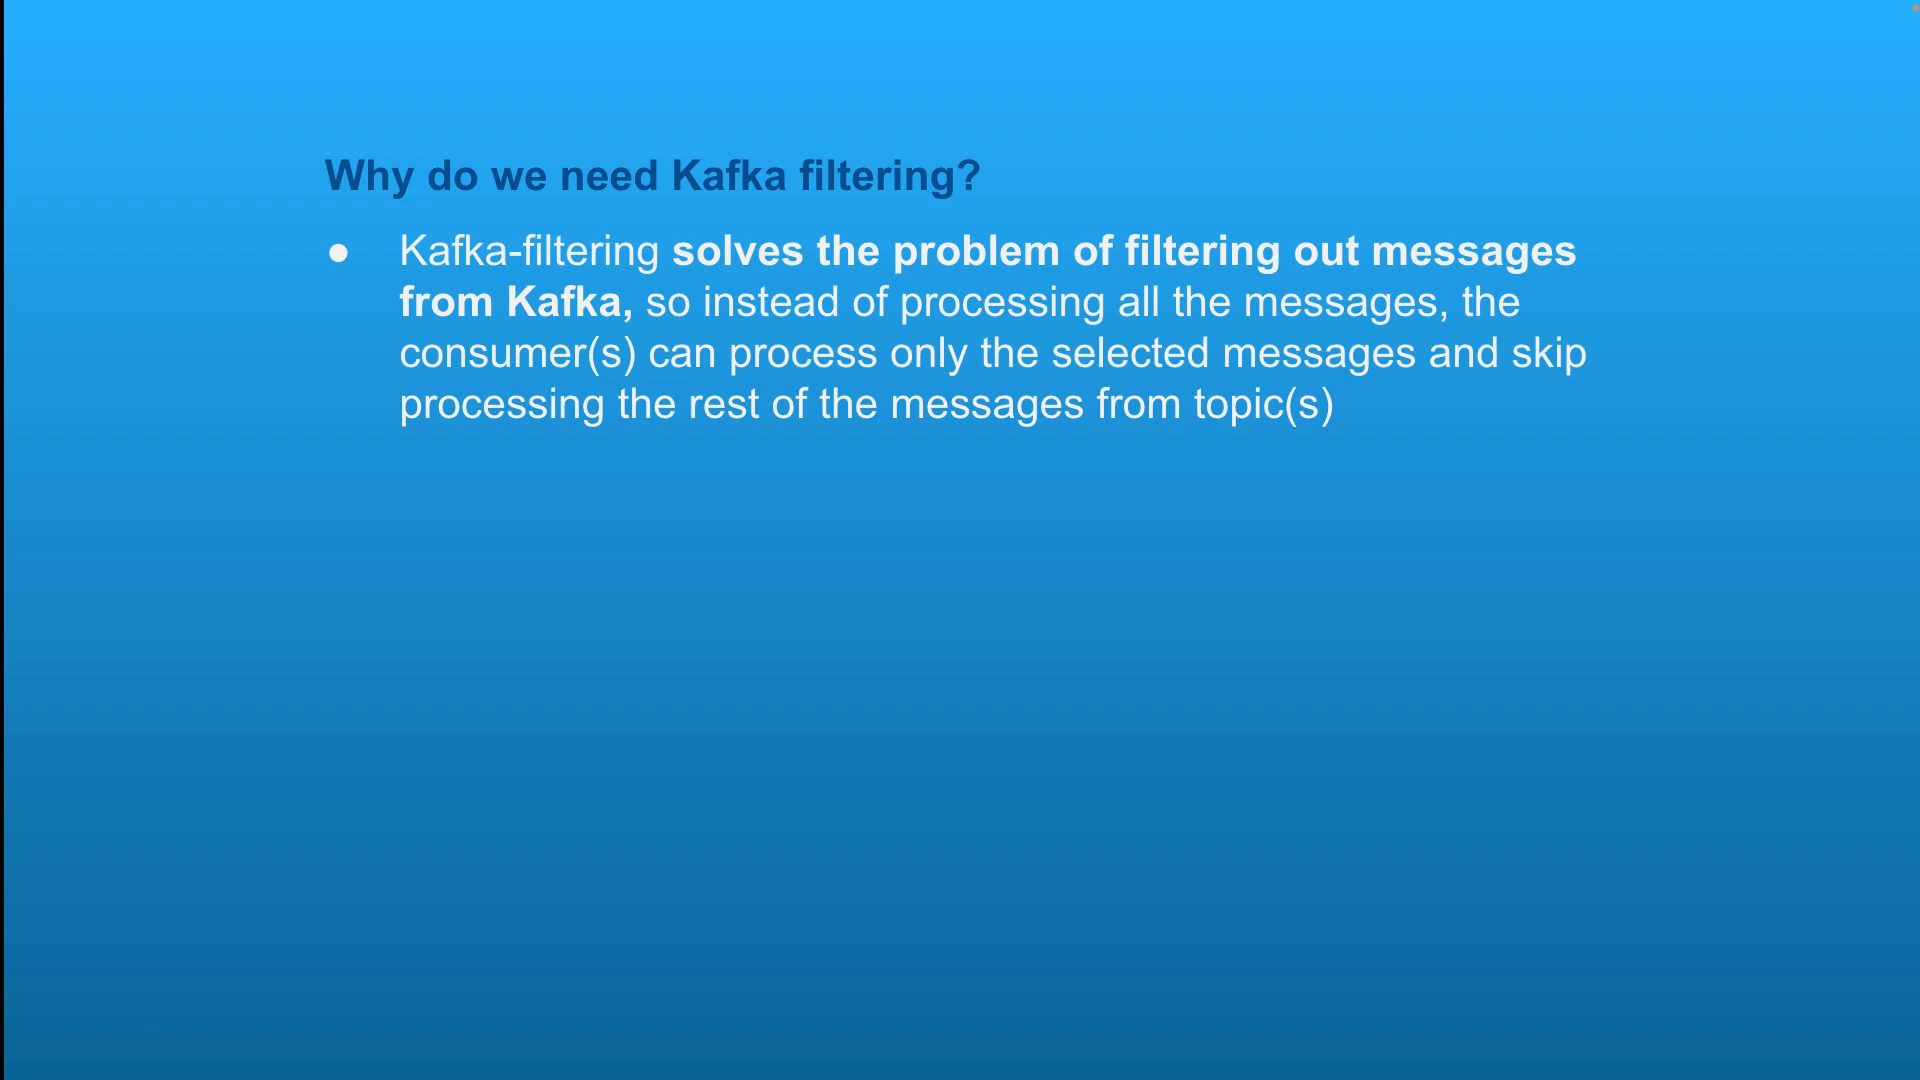 Why do we need Kafka filtering?
● Kafka-filtering solves the problem of filtering out messages
from Kafka, so instead of processing all the messages, the
consumer(s) can process only the selected messages and skip
processing the rest of the messages from topic(s)